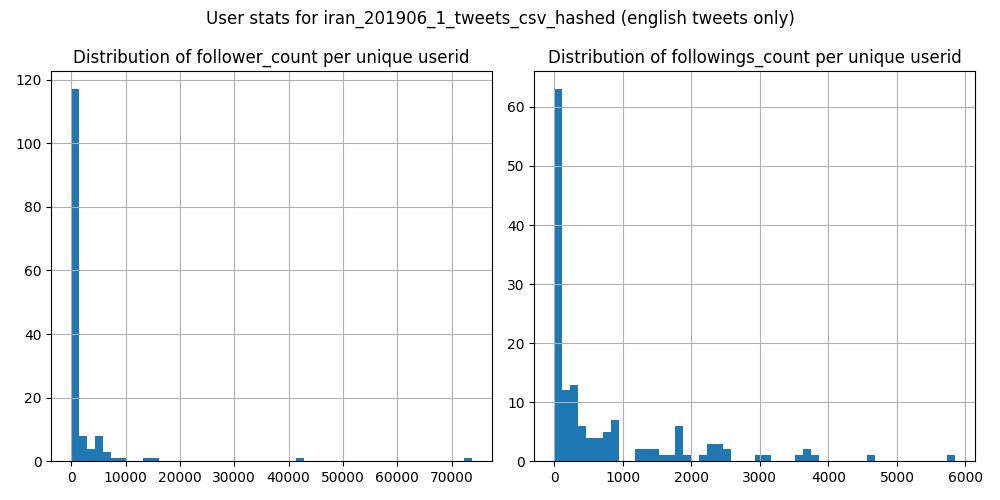 User stats for iran_201906_1_tweets_csv_hashed (english tweets only)
Distribution of follower_count per unique userid
120
100
80
60
40
20
0
0 10000 20000 30000 40000 50000 60000 70000
Distribution of followings_count per unique userid
60
50
40
30
20
10
0
0 1000 2000 3000 4000 5000 6000